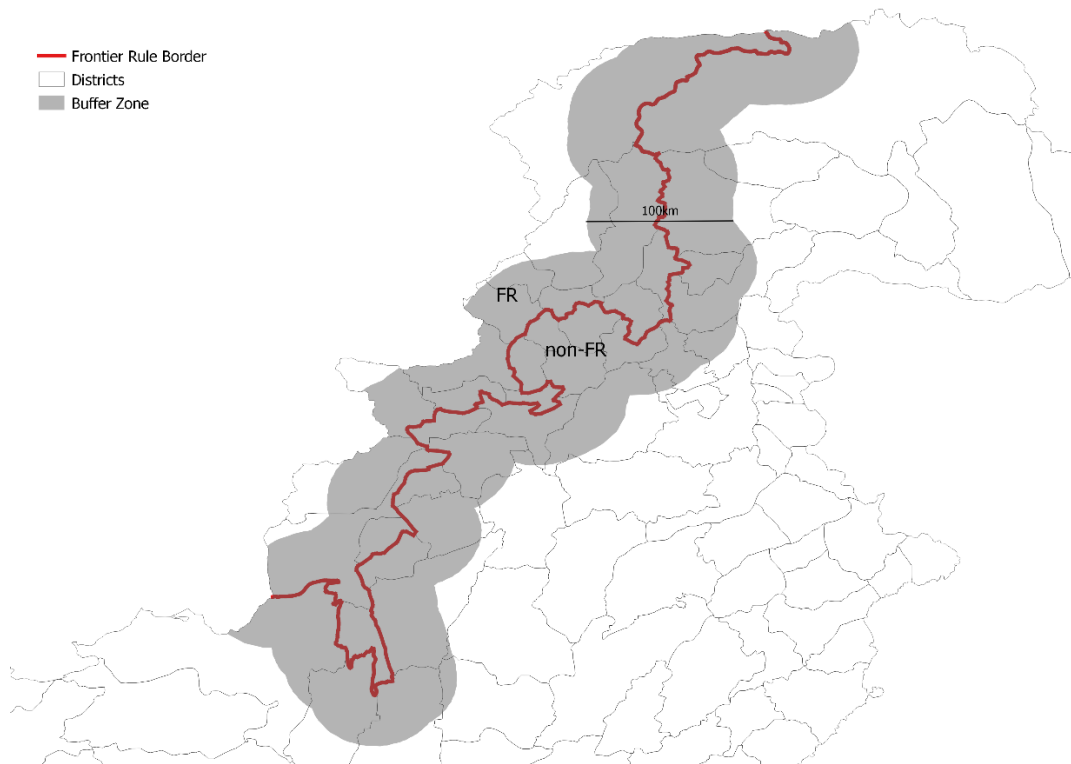 Frontier Rule Border
Districts
Buffer Zone
100km
FR
non-FR